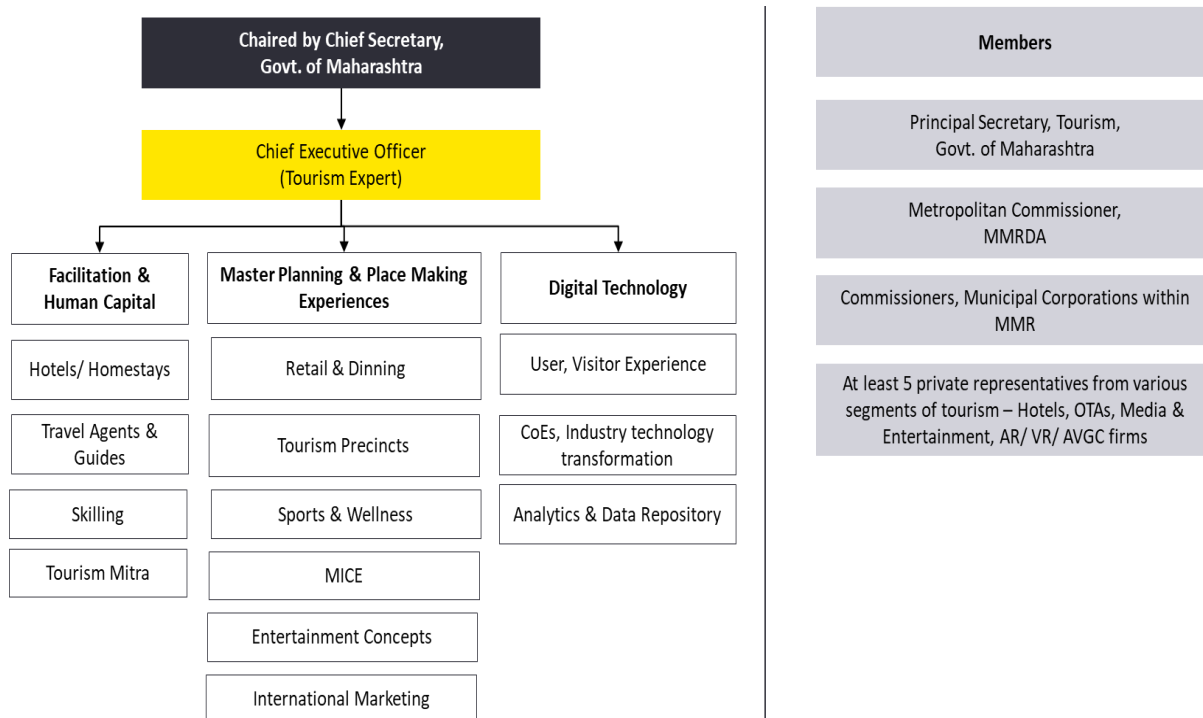 Chaired by Chief Secretary,
Govt. of Maharashtra
Chief Executive Officer
(Tourism Expert)
Facilitation &
Human Capital
Hotels/ Homestays
Travel Agents &
Guides
Skilling
Tourism Mitra
Master Planning & Place Making
Experiences
Retail & Dinning
Tourism Precincts
Sports & Wellness
MICE
Entertainment Concepts
International Marketing
Digital Technology
User, Visitor Experience
CoEs, Industry technology
transformation
Analytics & Data Repository
Members
Principal Secretary, Tourism,
Govt. of Maharashtra
Metropolitan Commissioner,
MMRDA
Commissioners, Municipal Corporations within
MMR
At least 5 private representatives from various
segments of tourism – Hotels, OTAs, Media &
Entertainment, AR/ VR/ AVGC firms